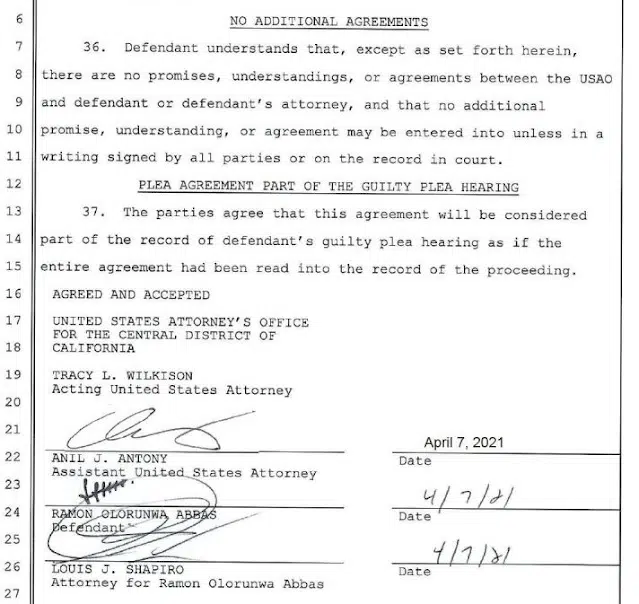 6 NO ADDITIONAL AGREEMENTS
7 36. Defendant understands that, except as set forth herein,
8 there are no promises, understandings, or agreements between the USAO
9 and defendant or defendant's attorney, and that no additional
10 promise, understanding, or agreement may be entered into unless in a
11 writing signed by all parties or on the record in court.
12 PLEA AGREEMENT PART OF THE GUILTY PLEA HEARING
13 37. The parties agree that this agreement will be considered
14 part of the record of defendant's guilty plea hearing as if the
15 entire agreement had been read into the record of the proceeding.
16 AGREED AND ACCEPTED
17 UNITED STATES ATTORNEY'S OFFICE
FOR THE CENTRAL DISTRICT OF
18 CALIFORNIA
19 TRACY L. WILKISON
Acting United States Attorney
20
21 April 7, 2021
22 ANIL J. ANTONY Date
Assistant United States Attorney
23 4/7/21
24 RAMON OLORUNWA ABBAS Date
Defendant
25 4/7/21
26 LOUIS J. SHAPIRO Date
Attorney for Ramon Olorunwa Abbas
27